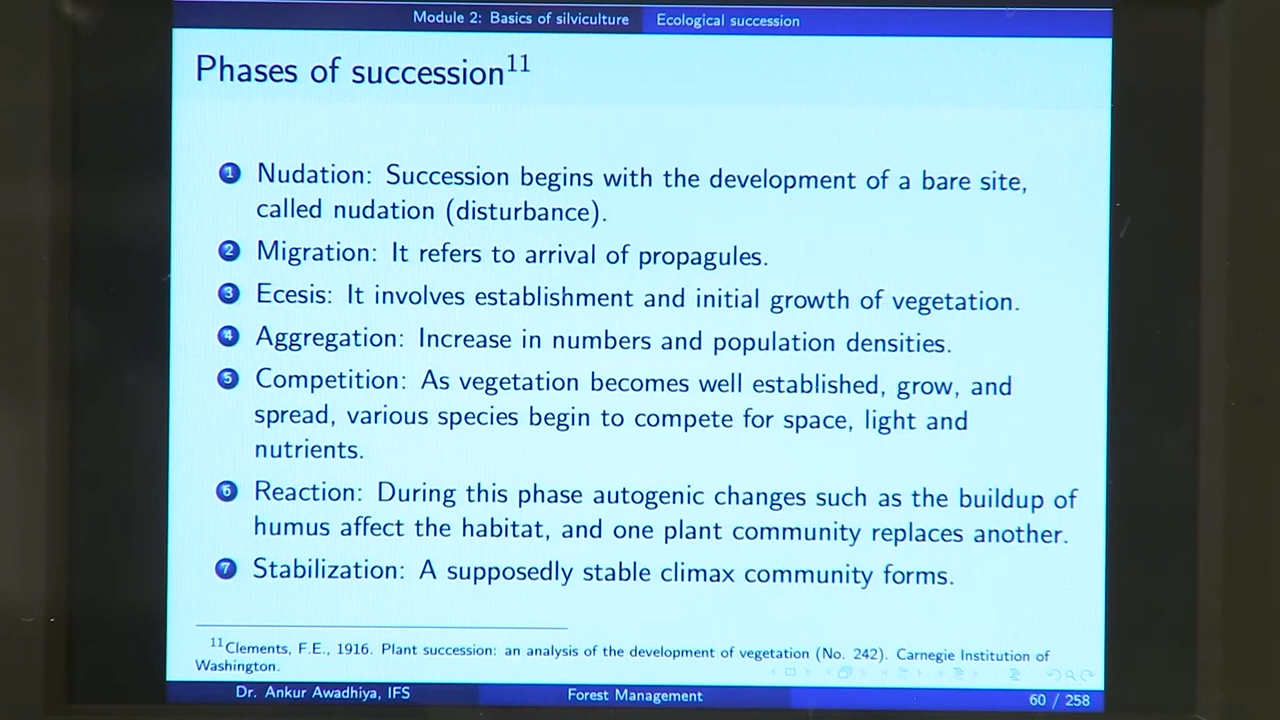 Module 2: Basics of silviculture Ecological succession
Phases of succession11
1 Nudation: Succession begins with the development of a bare site,
called nudation (disturbance).
2 Migration: It refers to arrival of propagules.
3 Ecesis: It involves establishment and initial growth of vegetation.
4 Aggregation: Increase in numbers and population densities.
5 Competition: As vegetation becomes well established, grow, and
spread, various species begin to compete for space, light and
nutrients.
6 Reaction: During this phase autogenic changes such as the buildup of
humus affect the habitat, and one plant community replaces another.
7 Stabilization: A supposedly stable climax community forms.
11Clements, F.E., 1916. Plant succession: an analysis of the development of vegetation (No. 242). Carnegie Institution of
Washington.
Dr. Ankur Awadhiya, IFS Forest Management 60 / 258